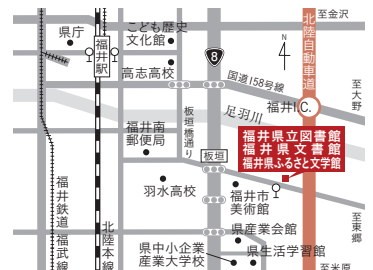 至金沢
北陸自動車道
県庁
こども歴史
文化館
福井駅
8
N
4
高志高校
国道158号線
至大野
福井I.C.
足羽川
板垣橋通り
福井南
郵便局
板垣
福井県立図書館
福井県文書館
福井県ふるさと文学館
羽水高校
福井市
美術館
福井鉄道 福武線
北陸本線
県産業会館
至東郷
県中小企業
産業大学校
県生活学習館
至米原